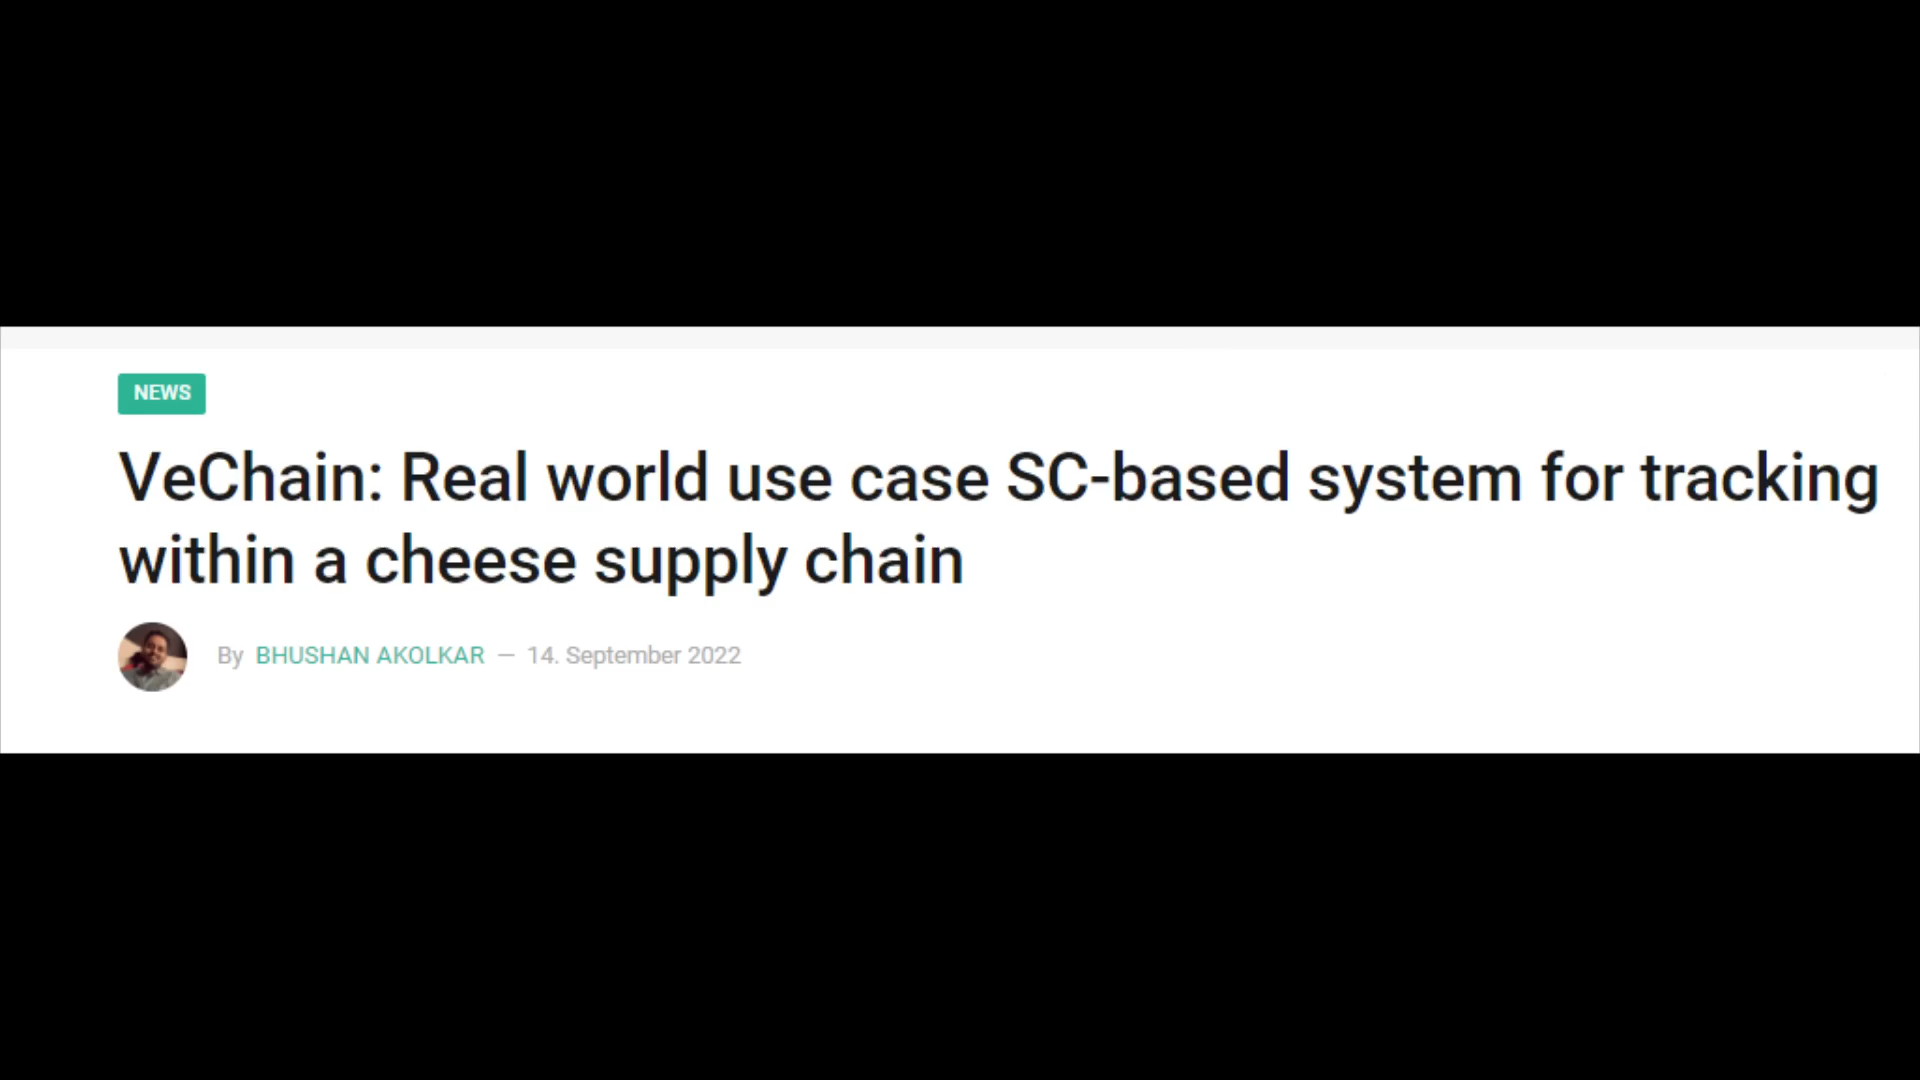 NEWS
VeChain: Real world use case SC-based system for tracking
within a cheese supply chain
By BHUSHAN AKOLKAR — 14. September 2022